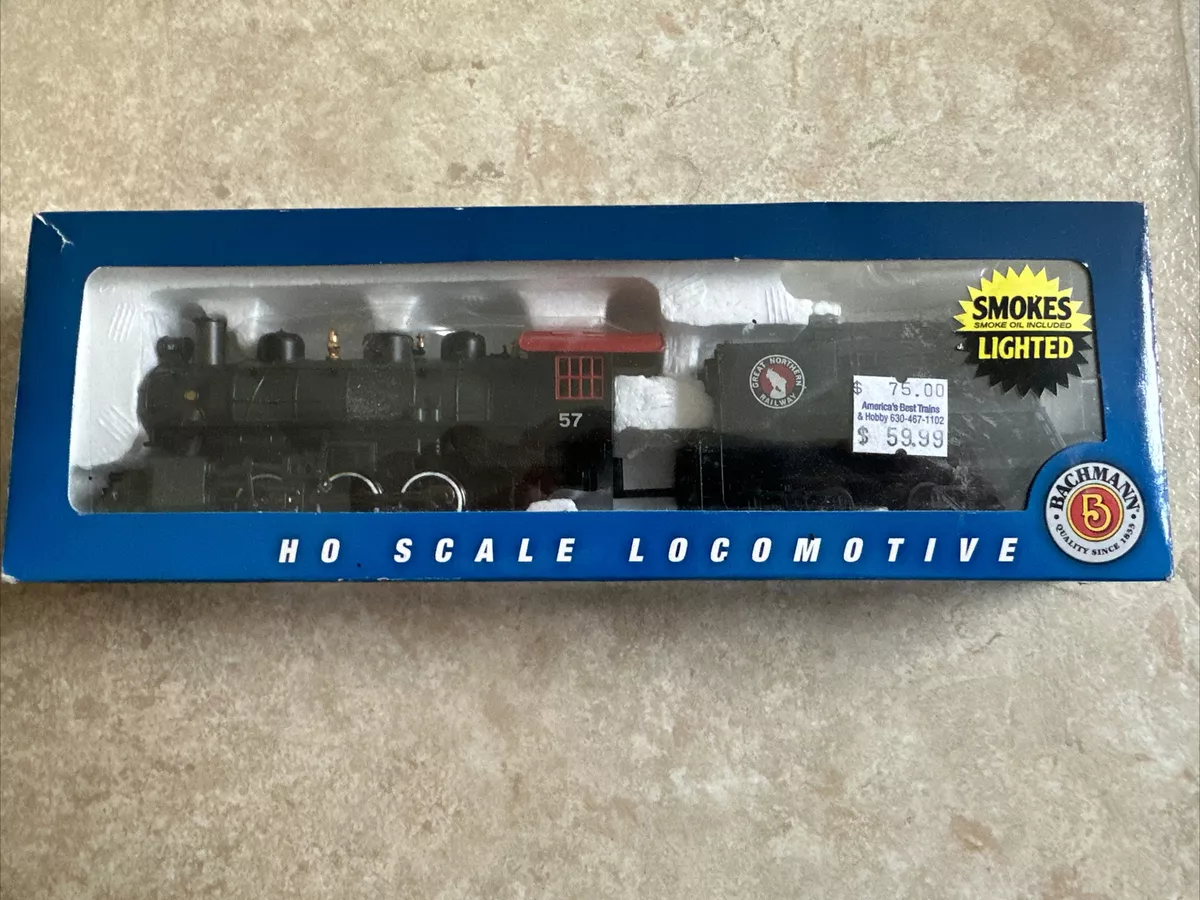 SMOKES
SMOKE OIL INCLUDED
LIGHTED
GREAT NORTHERN
RAILWAY
57
$ 75.00
America's Best Trains
& Hobby 630-467-1102
$ 59.99
BACHMANN
B
QUALITY SINCE 1833
HO SCALE LOCOMOTIVE